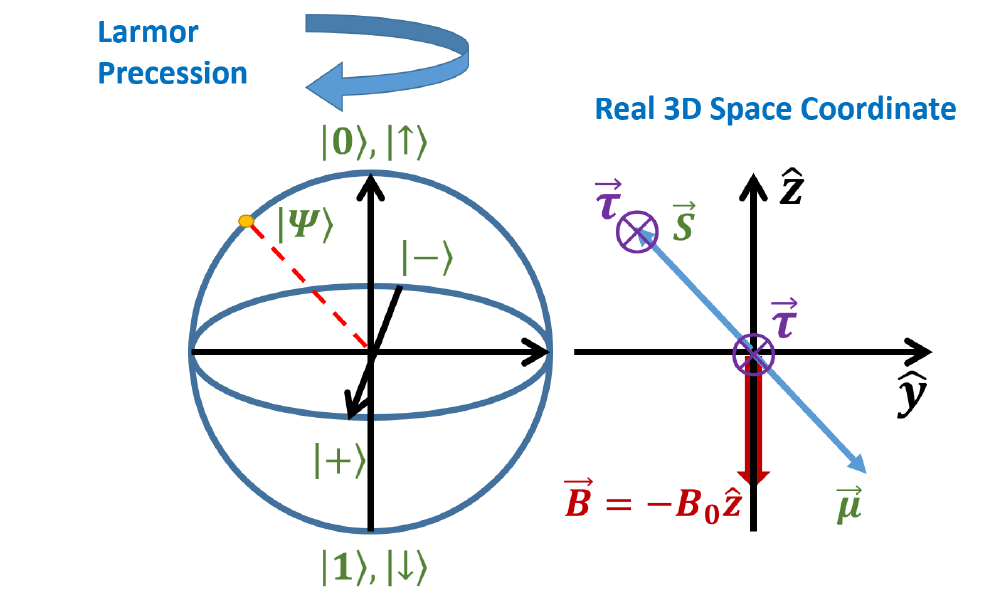 Larmor
Precession
Real 3D Space Coordinate
|0⟩, |↑⟩
|Ψ⟩
|−⟩
|+⟩
|1⟩, |↓⟩
ẑ
τ⃗
S⃗
τ⃗
ŷ
B⃗ = −B₀ẑ
μ⃗